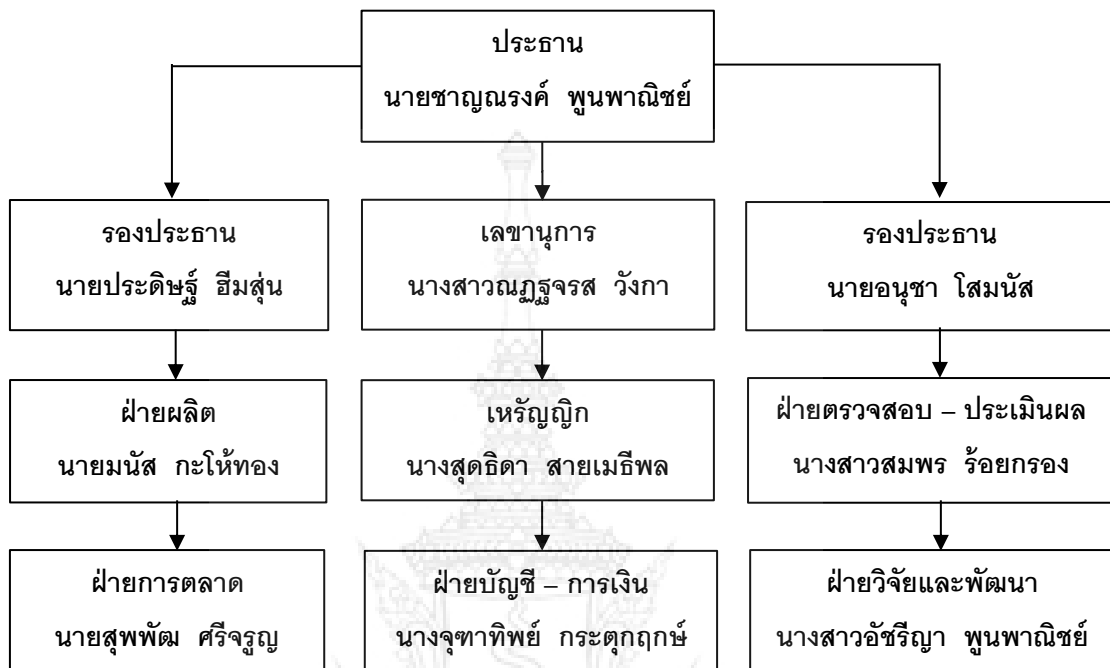 ประธาน
นายชาญณรงค์ พูนพาณิชย์
รองประธาน
นายประดิษฐ์ ฮีมสุ่น
เลขานุการ
นางสาวณฏฐจรส วังกา
รองประธาน
นายอนุชา โสมนัส
ฝ่ายผลิต
นายมนัส กะโห้ทอง
เหรัญญิก
นางสุดธิดา สายเมธีพล
ฝ่ายตรวจสอบ – ประเมินผล
นางสาวสมพร ร้อยกรอง
ฝ่ายการตลาด
นายสุพพัฒ ศรีจรูญ
ฝ่ายบัญชี – การเงิน
นางจุฑาทิพย์ กระตุกฤกษ์
ฝ่ายวิจัยและพัฒนา
นางสาวอัชรีญา พูนพาณิชย์